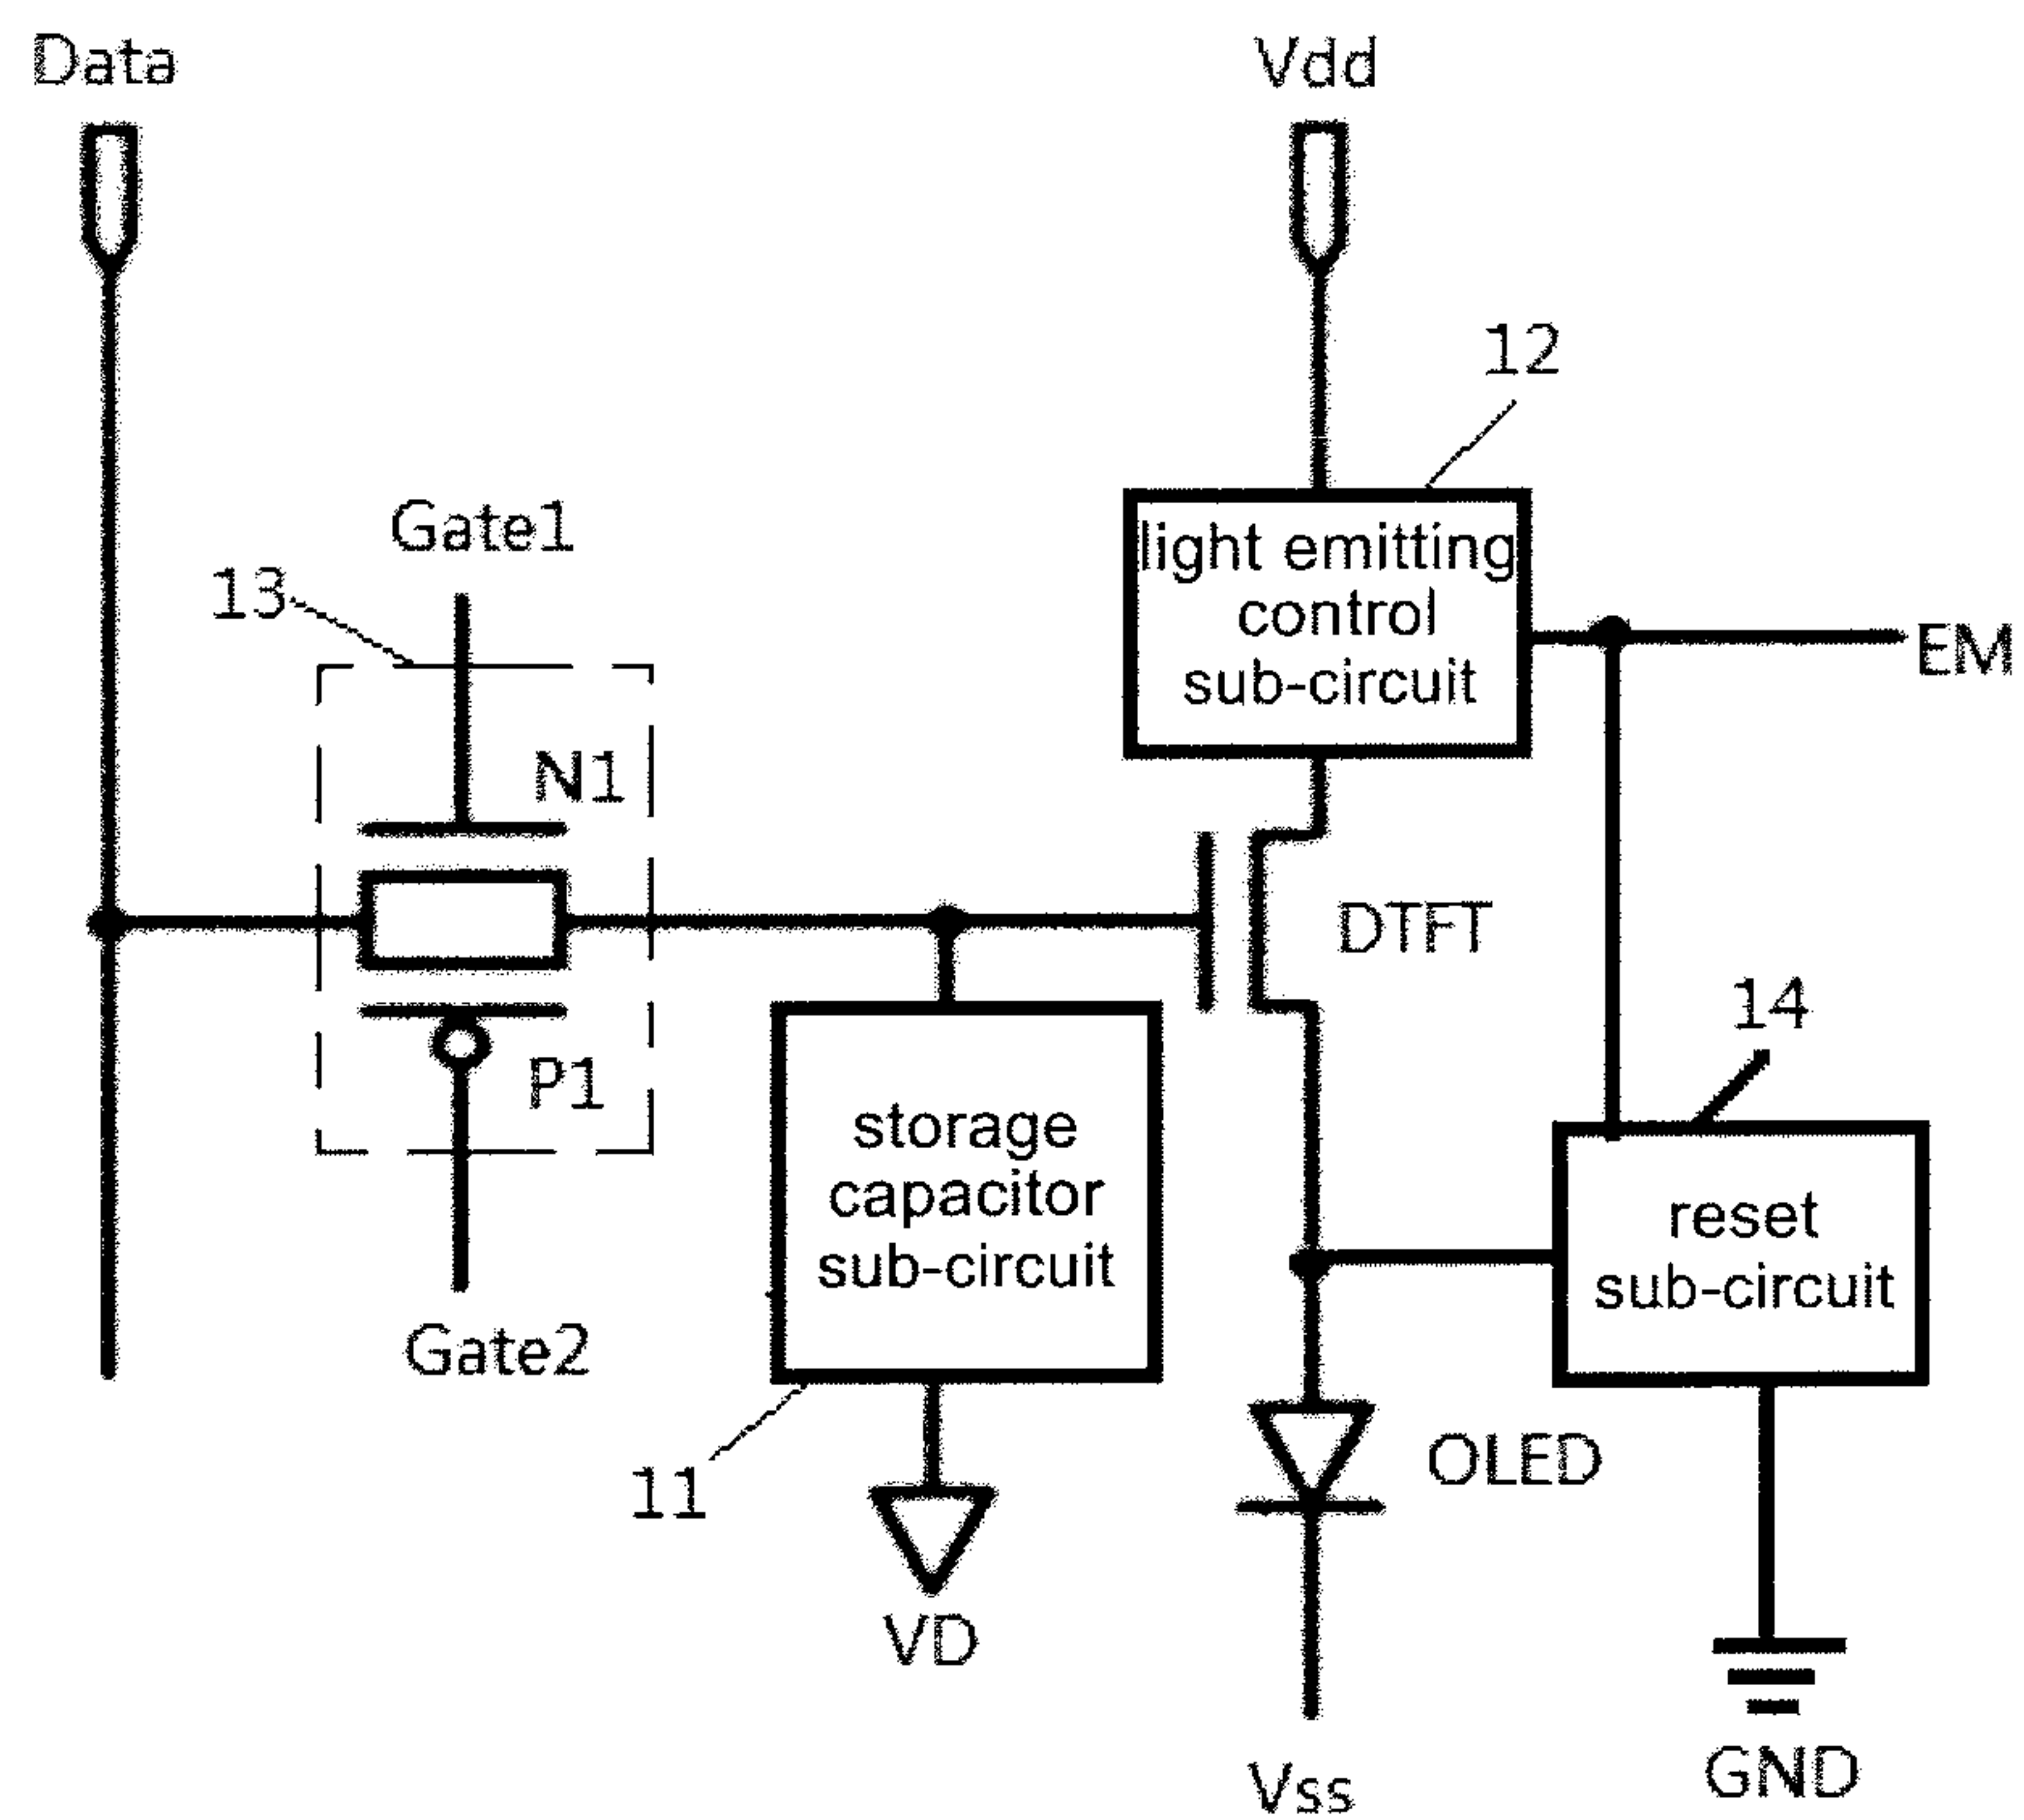 Data
Vdd
12
Gate1
13
light emitting
control
sub-circuit
EM
N1
DTFT
14
P1
storage
capacitor
sub-circuit
reset
sub-circuit
Gate2
OLED
11
VD
Vss
GND